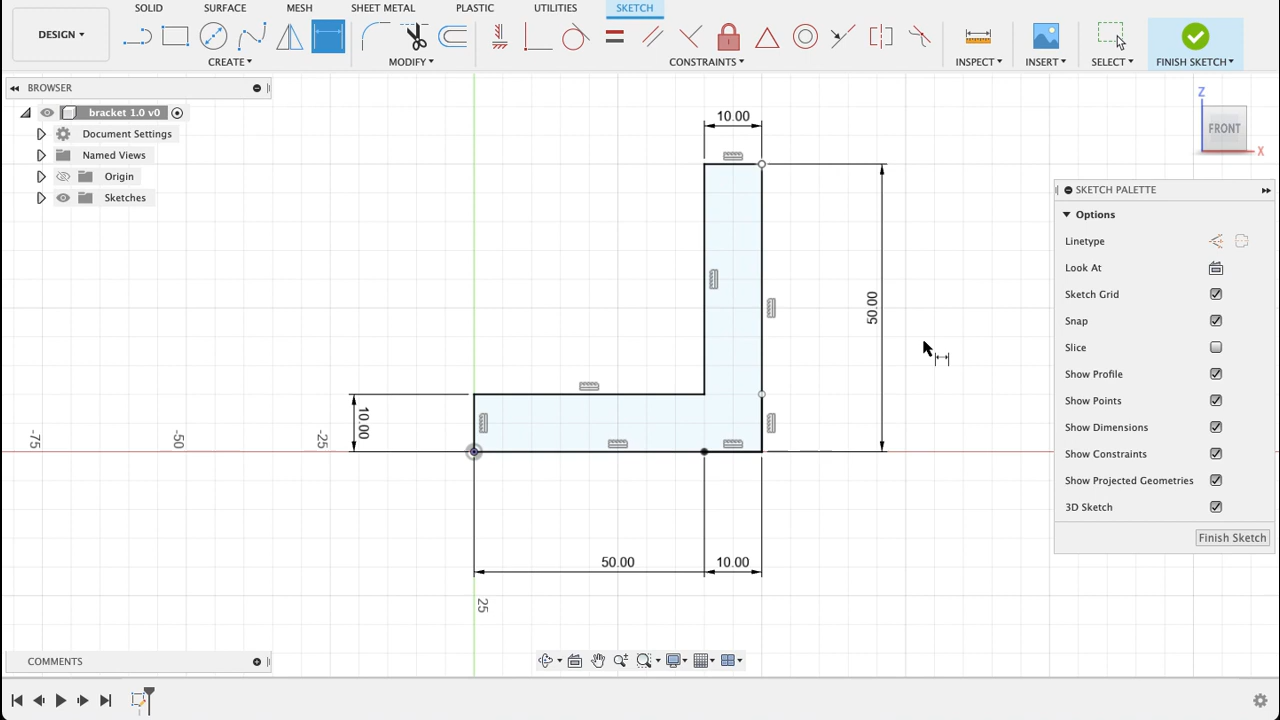 SOLID SURFACE MESH SHEET METAL PLASTIC UTILITIES SKETCH
DESIGN
CREATE MODIFY CONSTRAINTS INSPECT INSERT SELECT FINISH SKETCH
BROWSER
bracket 1.0 v0
Document Settings
Named Views
Origin
Sketches
Z
FRONT
X
SKETCH PALETTE
Options
Linetype
Look At
Sketch Grid
Snap
Slice
Show Profile
Show Points
Show Dimensions
Show Constraints
Show Projected Geometries
3D Sketch
Finish Sketch
10.00
50.00
10.00
-75
-50
-25
50.00
10.00
25
COMMENTS